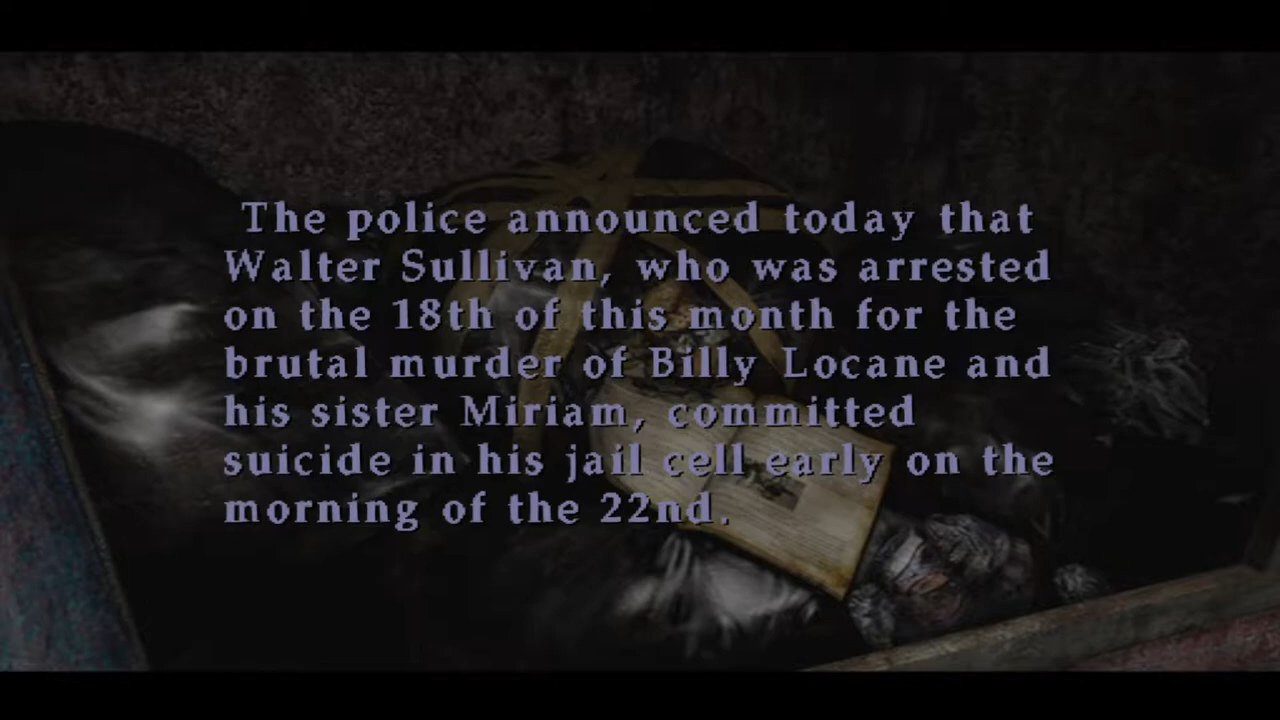 The police announced today that
Walter Sullivan, who was arrested
on the 18th of this month for the
brutal murder of Billy Locane and
his sister Miriam, committed
suicide in his jail cell early on the
morning of the 22nd.